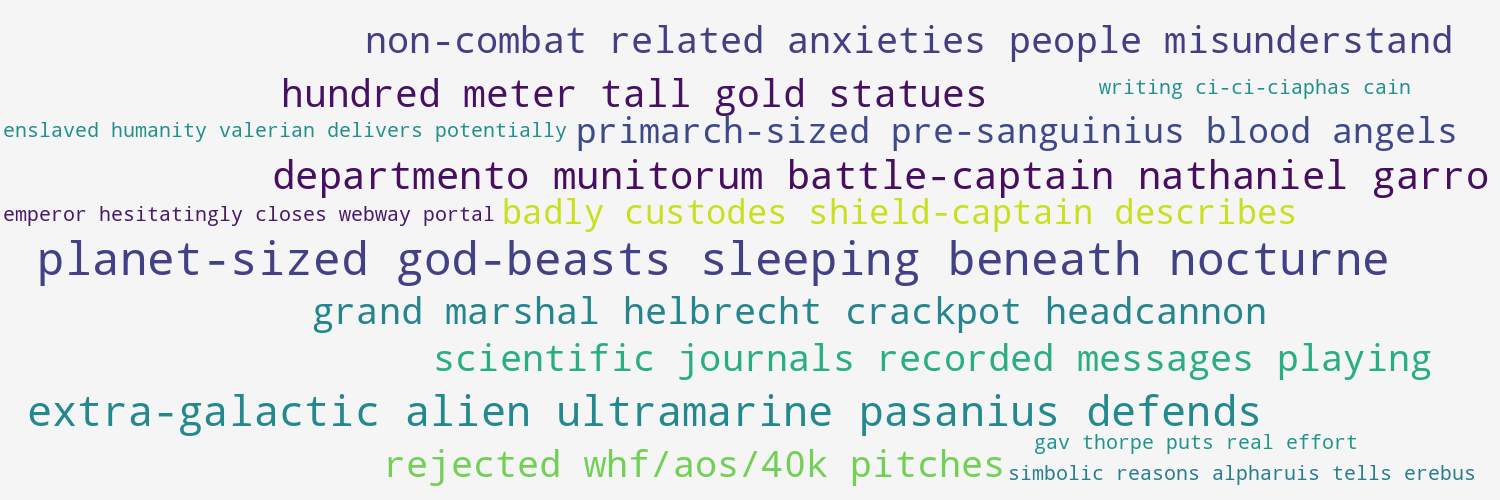 non-combat related anxieties people misunderstand
hundred meter tall gold statues
writing ci-ci-ciaphas cain
enslaved humanity valerian delivers potentially
primarch-sized pre-sanguinius blood angels
departmento munitorum battle-captain nathaniel garro
emperor hesitatingly closes webway portal
badly custodes shield-captain describes
planet-sized god-beasts sleeping beneath nocturne
grand marshal helbrecht crackpot headcannon
scientific journals recorded messages playing
extra-galactic alien ultramarine pasanius defends
gav thorpe puts real effort
rejected whf/aos/40k pitches
simbolic reasons alpharuis tells erebus